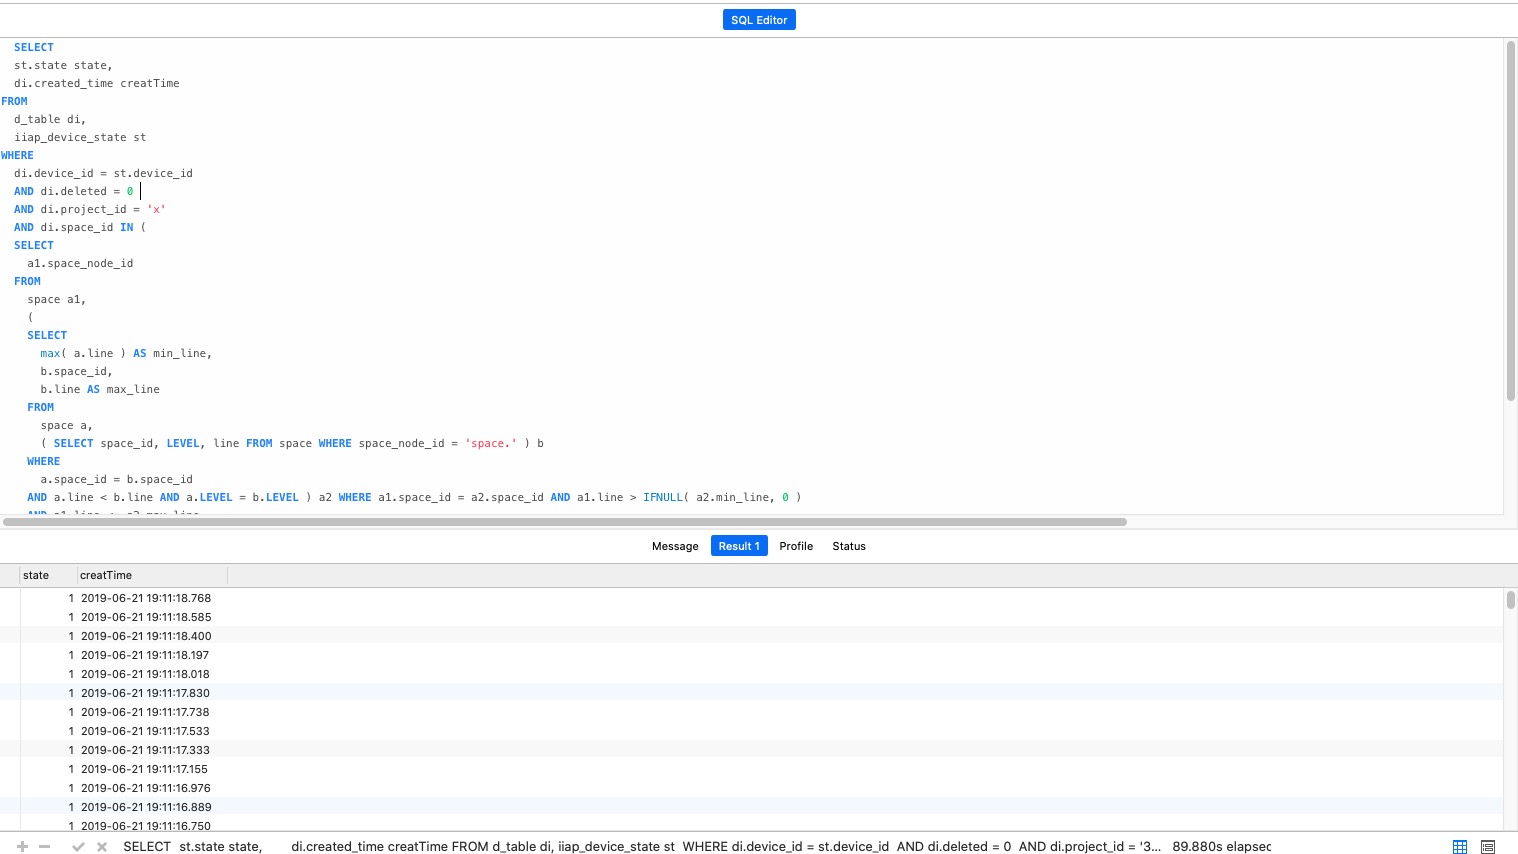 SQL Editor
SELECT
st.state state,
di.created_time creatTime
FROM
d_table di,
iiap_device_state st
WHERE
di.device_id = st.device_id
AND di.deleted = 0
AND di.project_id = 'x'
AND di.space_id IN (
SELECT
a1.space_node_id
FROM
space a1,
(
SELECT
max( a.line ) AS min_line,
b.space_id,
b.line AS max_line
FROM
space a,
( SELECT space_id, LEVEL, line FROM space WHERE space_node_id = 'space.' ) b
WHERE
a.space_id = b.space_id
AND a.line < b.line AND a.LEVEL = b.LEVEL ) a2 WHERE a1.space_id = a2.space_id AND a1.line > IFNULL( a2.min_line, 0 )
Message Result 1 Profile Status
state creatTime
1 2019-06-21 19:11:18.768
1 2019-06-21 19:11:18.585
1 2019-06-21 19:11:18.400
1 2019-06-21 19:11:18.197
1 2019-06-21 19:11:18.018
1 2019-06-21 19:11:17.830
1 2019-06-21 19:11:17.738
1 2019-06-21 19:11:17.533
1 2019-06-21 19:11:17.333
1 2019-06-21 19:11:17.155
1 2019-06-21 19:11:16.976
1 2019-06-21 19:11:16.889
1 2019-06-21 19:11:16.750
SELECT st.state state, di.created_time creatTime FROM d_table di, iiap_device_state st WHERE di.device_id = st.device_id AND di.deleted = 0 AND di.project_id = '3... 89.880s elapsec